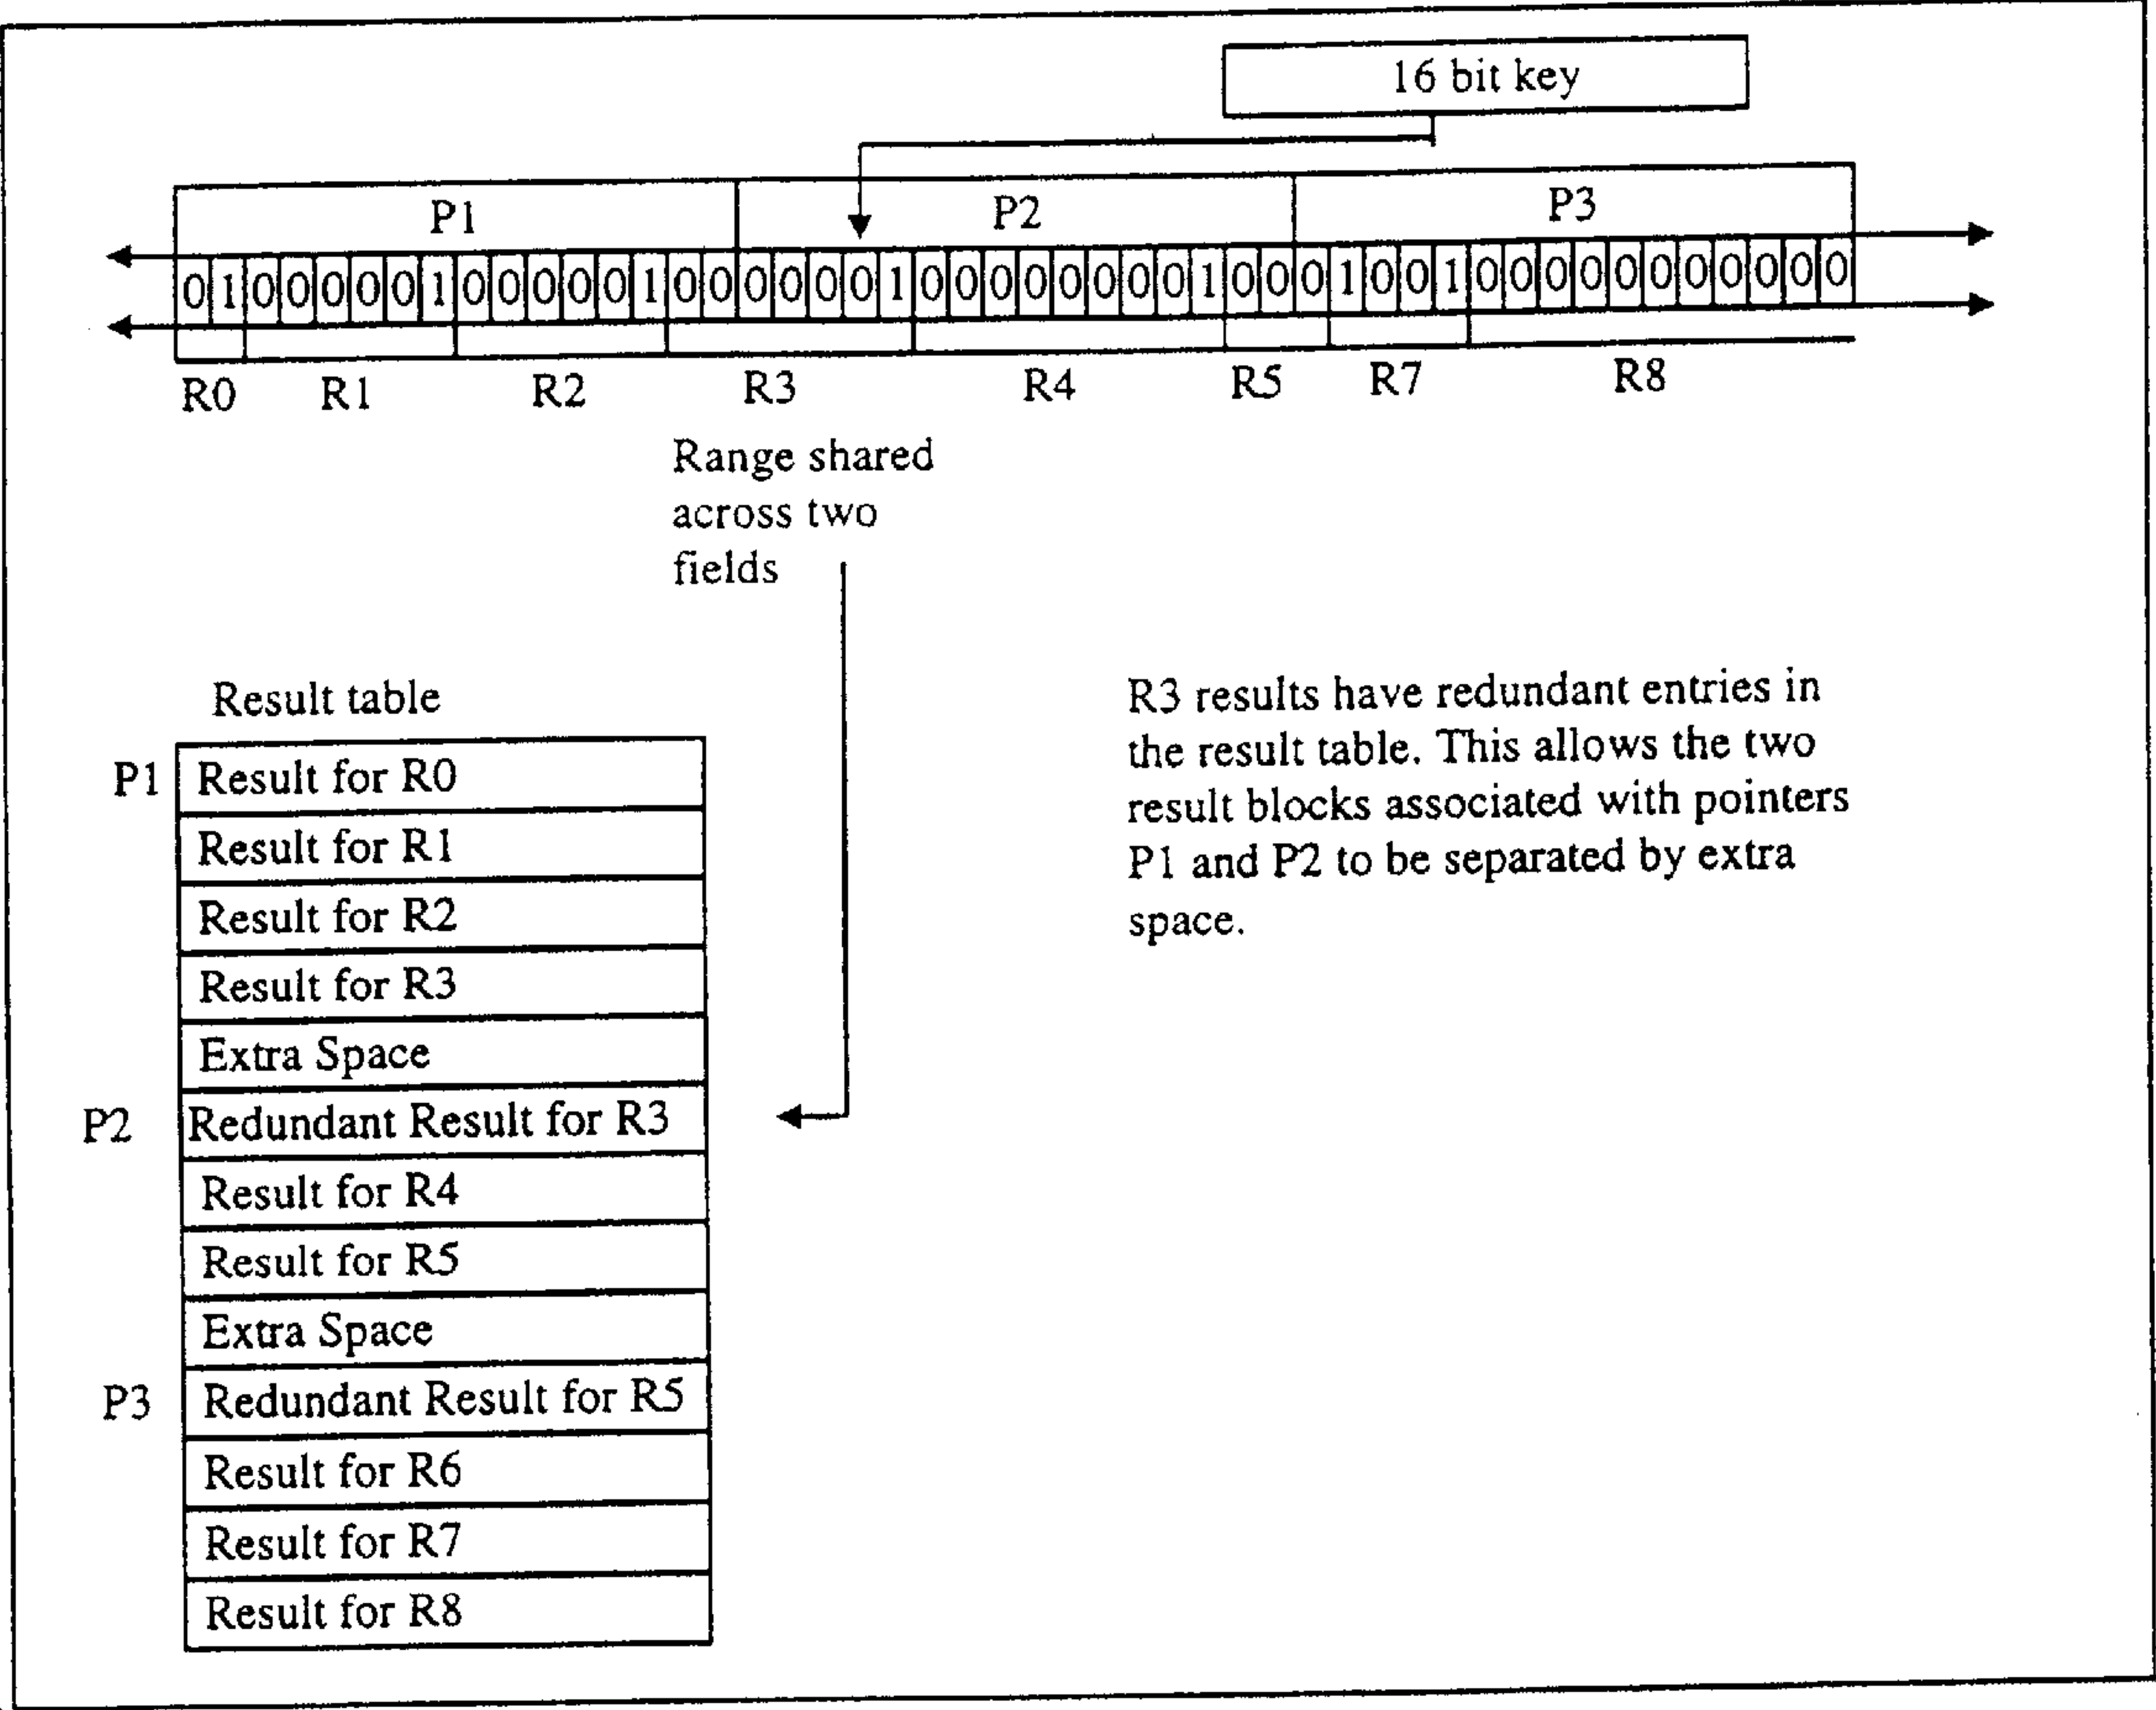 16 bit key
P1 P2 P3
0 1 0 0 0 0 0 1 0 0 0 0 0 1 0 0 0 0 0 0 1 0 0 0 0 0 0 0 0 1 0 0 0 1 0 0 1 0 0 0 0 0 0 0 0 0 0 0
R0 R1 R2 R3 R4 R5 R7 R8
Range shared
across two
fields
R3 results have redundant entries in
the result table. This allows the two
result blocks associated with pointers
P1 and P2 to be separated by extra
space.
Result table
P1 Result for R0
Result for R1
Result for R2
Result for R3
Extra Space
P2 Redundant Result for R3
Result for R4
Result for R5
Extra Space
P3 Redundant Result for R5
Result for R6
Result for R7
Result for R8